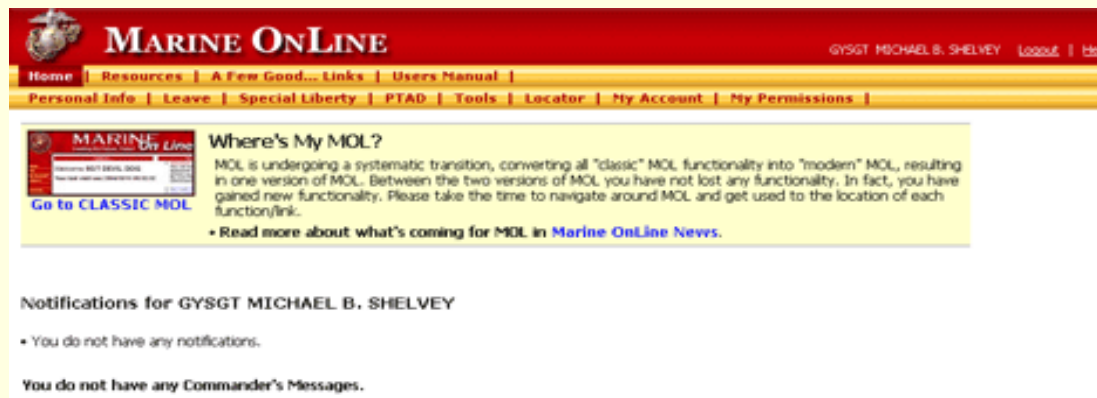 MARINE ONLINE
GYSGT MICHAEL B. SHELVEY Logout |
Home | Resources | A Few Good... Links | Users Manual |
Personal Info | Leave | Special Liberty | PTAD | Tools | Locator | My Account | My Permissions |
MARINE On Line
Go to CLASSIC MOL
Where's My MOL?
MOL is undergoing a systematic transition, converting all "classic" MOL functionality into "modern" MOL, resulting
in one version of MOL. Between the two versions of MOL you have not lost any functionality. In fact, you have
gained new functionality. Please take the time to navigate around MOL and get used to the location of each
function/link.
• Read more about what's coming for MOL in Marine OnLine News.
Notifications for GYSGT MICHAEL B. SHELVEY
• You do not have any notifications.
You do not have any Commander's Messages.